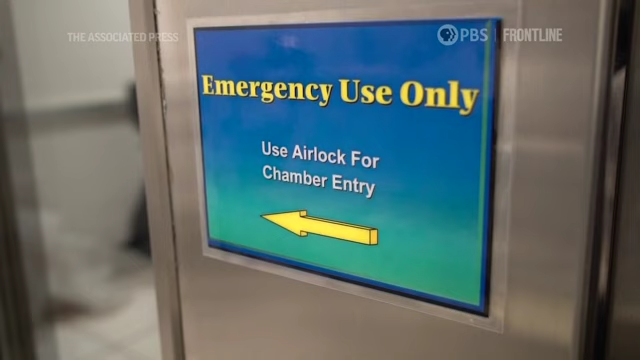 THE ASSOCIATED PRESS
PBS | FRONTLINE
Emergency Use Only
Use Airlock For
Chamber Entry